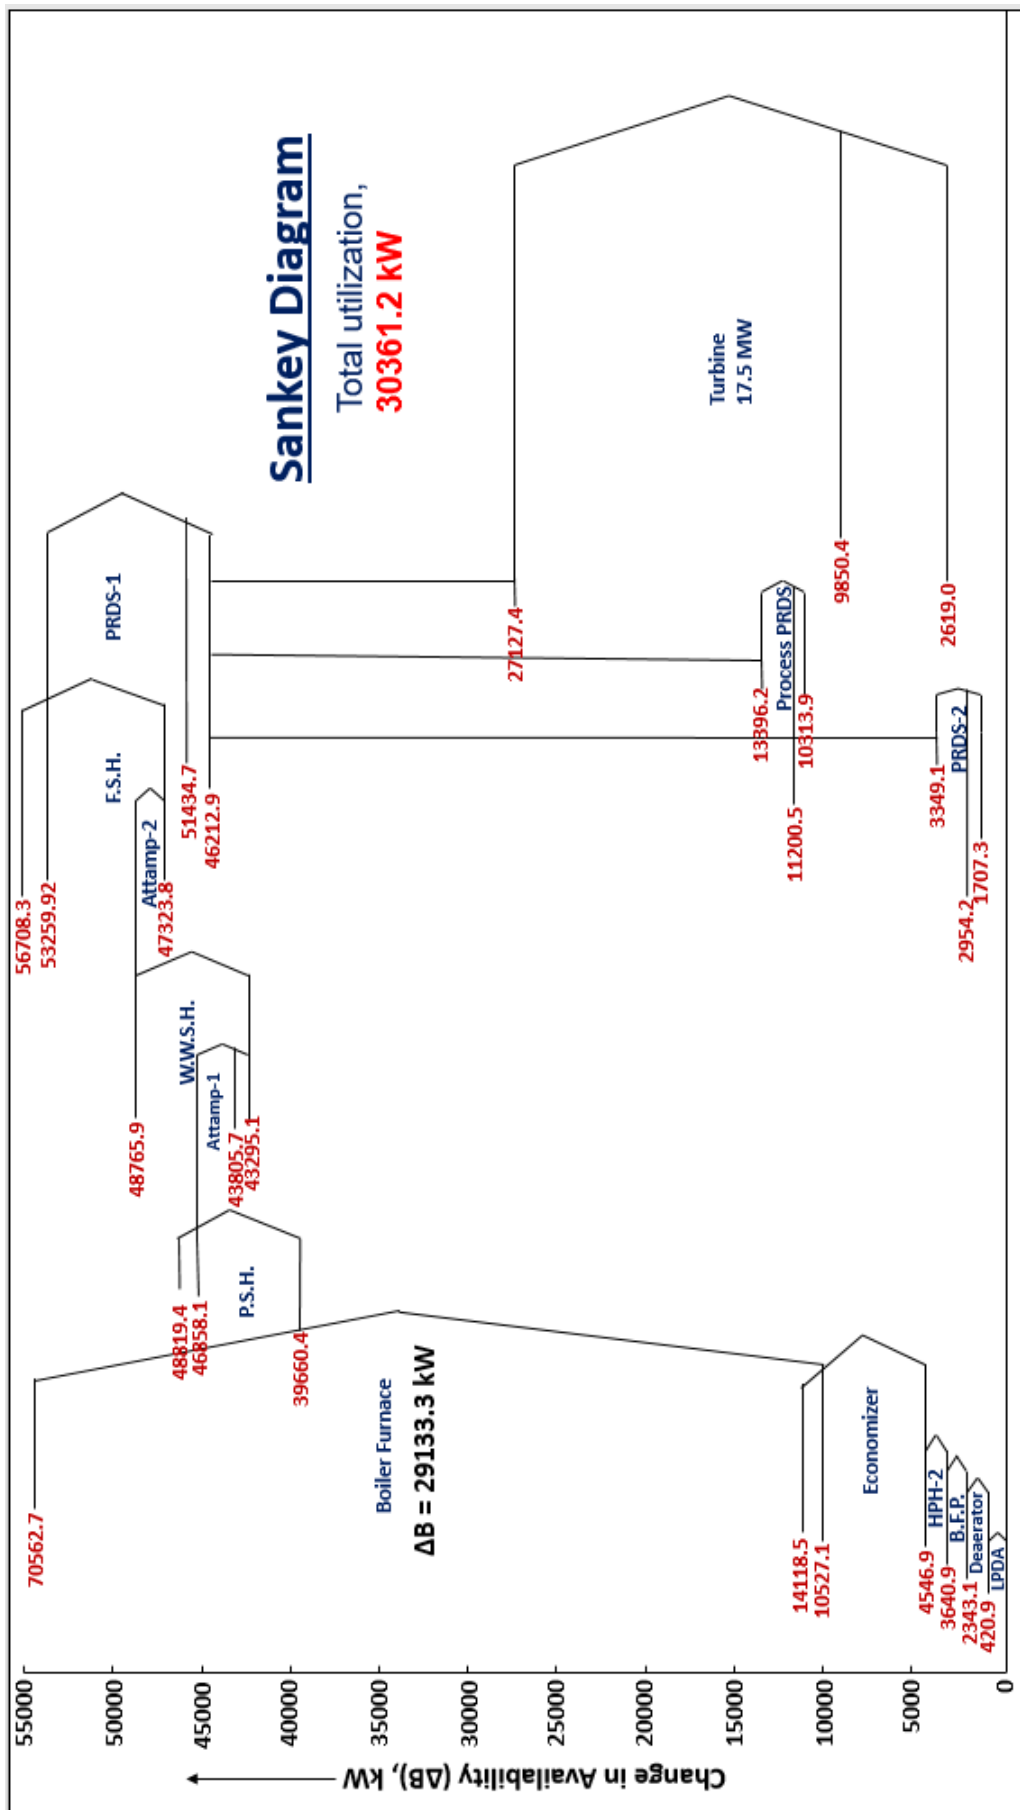 Sankey Diagram
Total utilization,
30361.2 kW
Change in Availability (ΔB), kW
55000
50000
45000
40000
35000
30000
25000
20000
15000
10000
5000
0
70562.7
Boiler Furnace
ΔB = 29133.3 kW
14118.5
10527.1
Economizer
4546.9
HPH-2
3640.9
B.F.P.
2343.1
Deaerator
420.9
LPDA
48819.4
46858.1
P.S.H.
39660.4
48765.9
W.W.S.H.
Attamp-1
43805.7
43295.1
56708.3
53259.92
F.S.H.
Attamp-2
47323.8
PRDS-1
51434.7
46212.9
27127.4
Turbine
17.5 MW
9850.4
2619.0
13396.2
Process PRDS
10313.9
11200.5
3349.1
PRDS-2
2954.2
1707.3